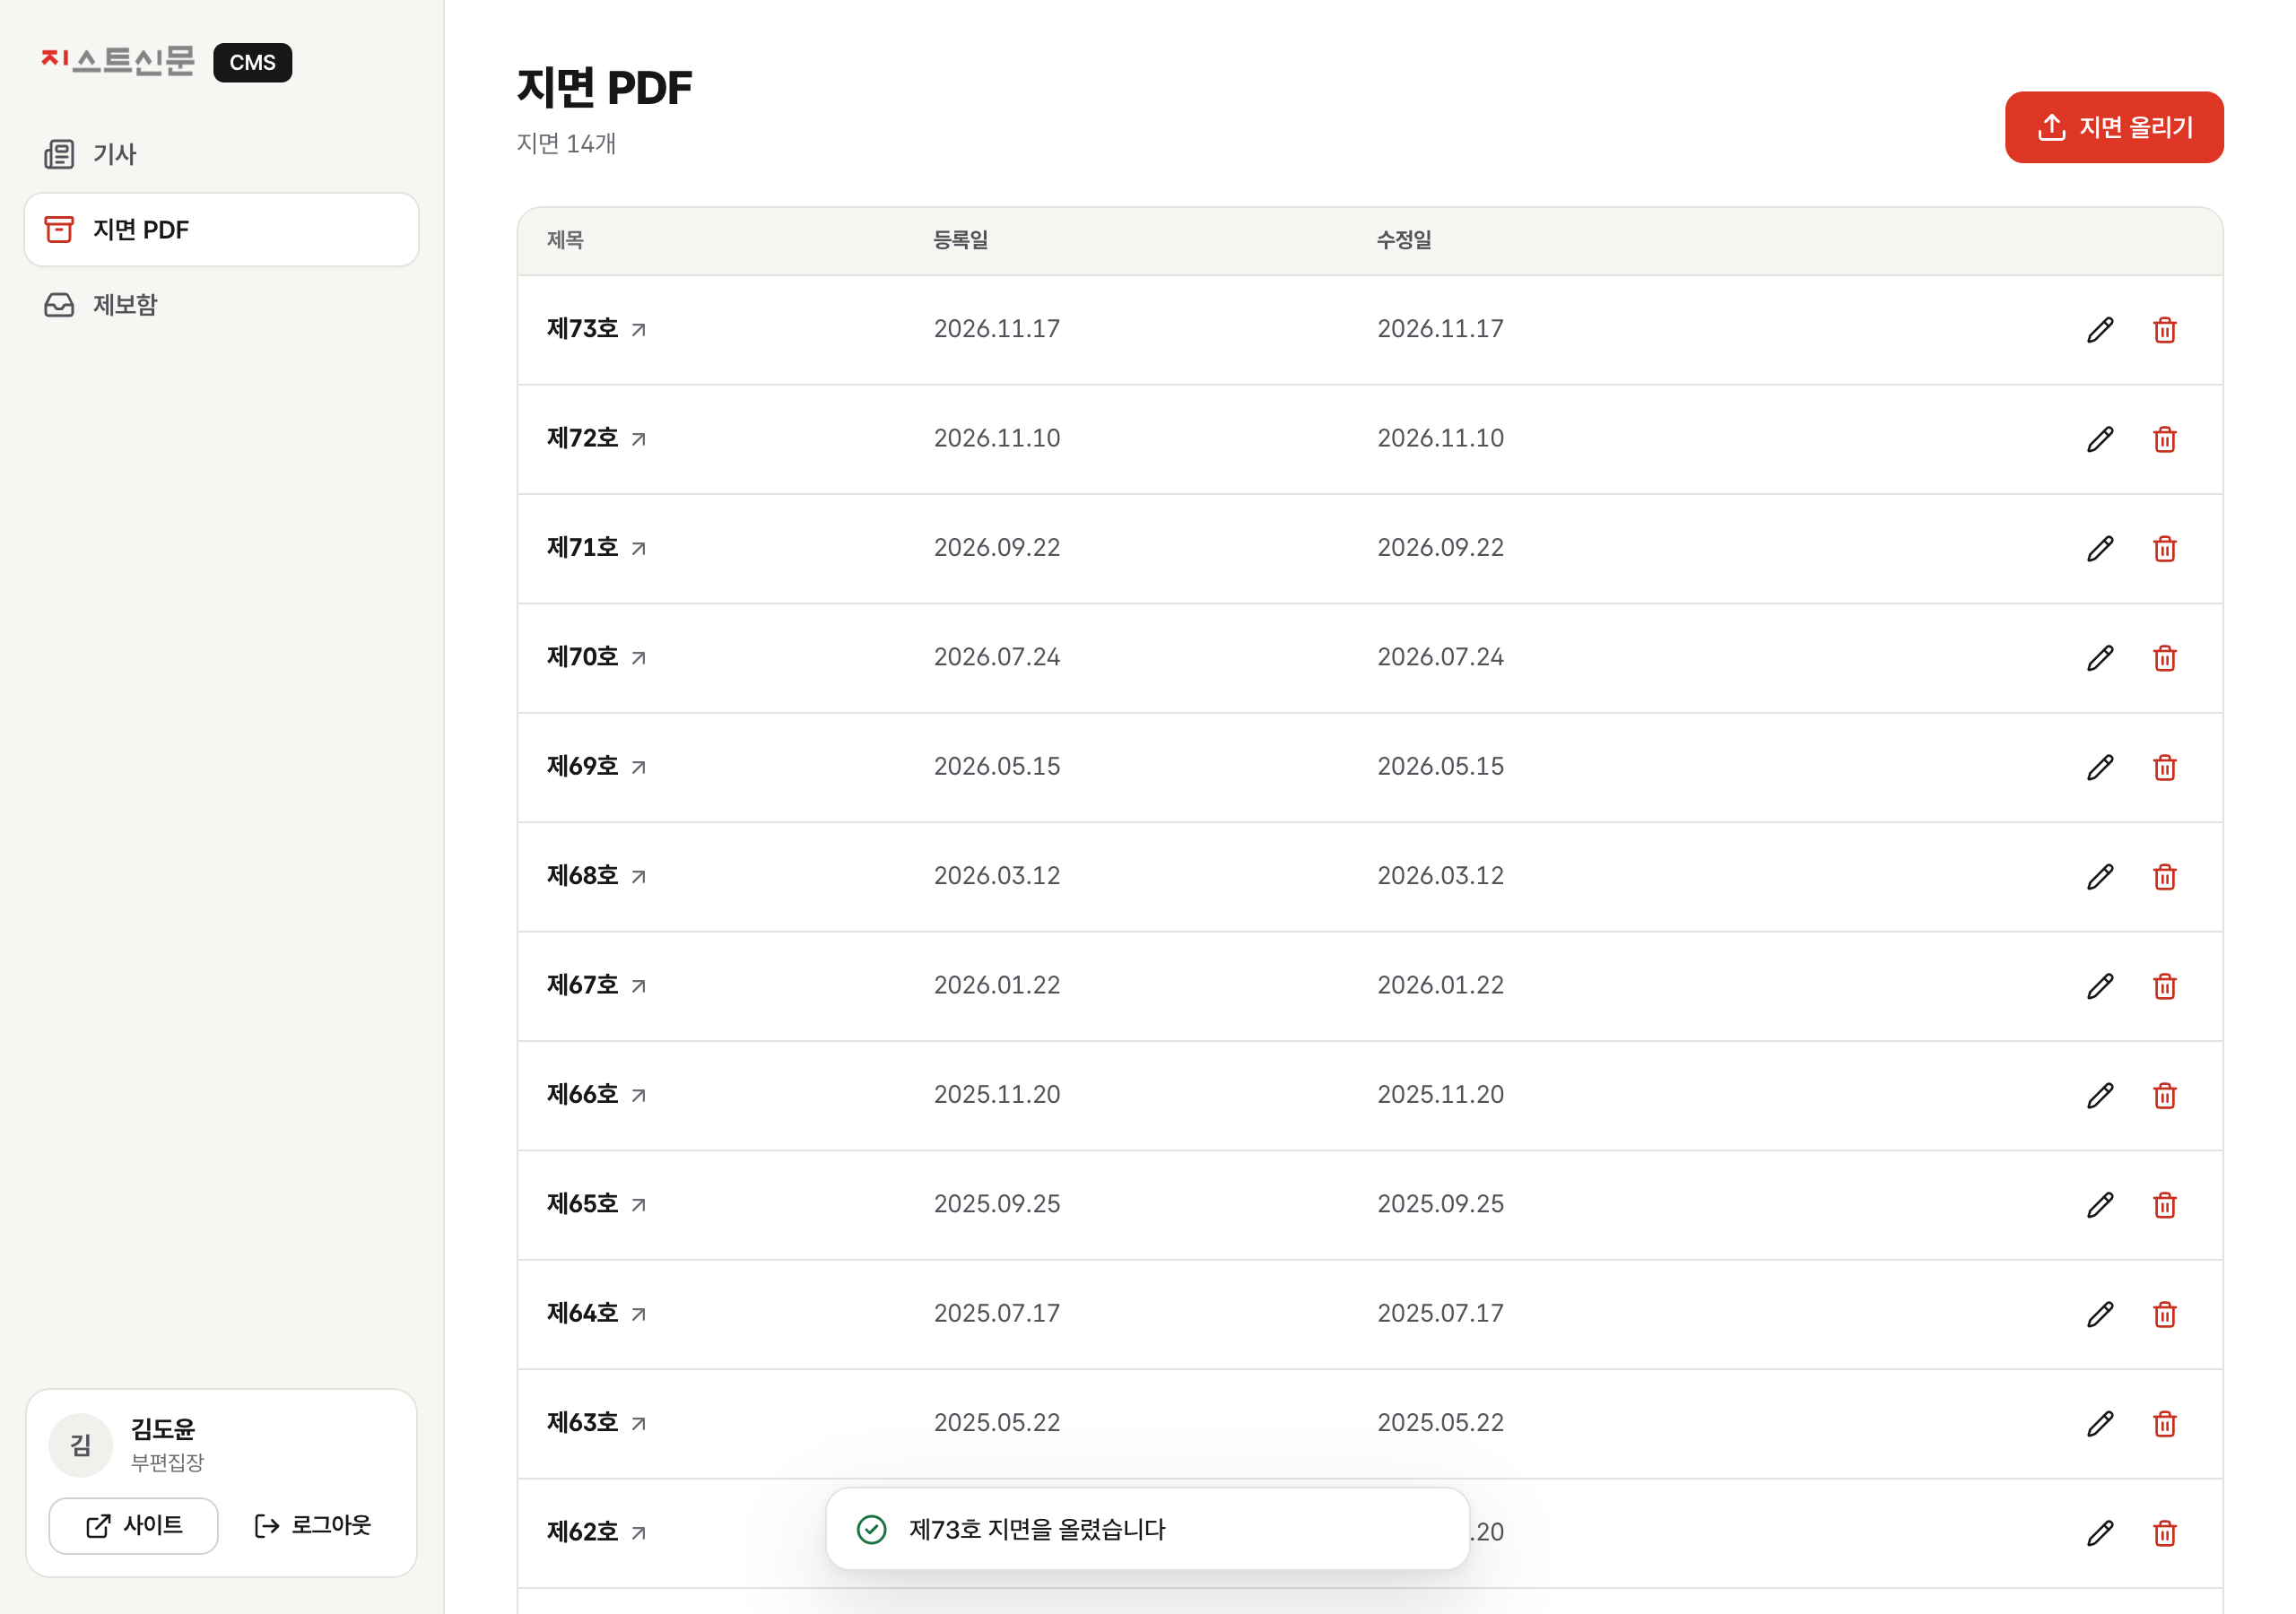 지스트신문 CMS
기사
지면 PDF
제보함
김
김도윤
부편집장
사이트
로그아웃
지면 PDF
지면 14개
지면 올리기
제목 등록일 수정일
제73호 2026.11.17 2026.11.17
제72호 2026.11.10 2026.11.10
제71호 2026.09.22 2026.09.22
제70호 2026.07.24 2026.07.24
제69호 2026.05.15 2026.05.15
제68호 2026.03.12 2026.03.12
제67호 2026.01.22 2026.01.22
제66호 2025.11.20 2025.11.20
제65호 2025.09.25 2025.09.25
제64호 2025.07.17 2025.07.17
제63호 2025.05.22 2025.05.22
제62호 .20
제73호 지면을 올렸습니다